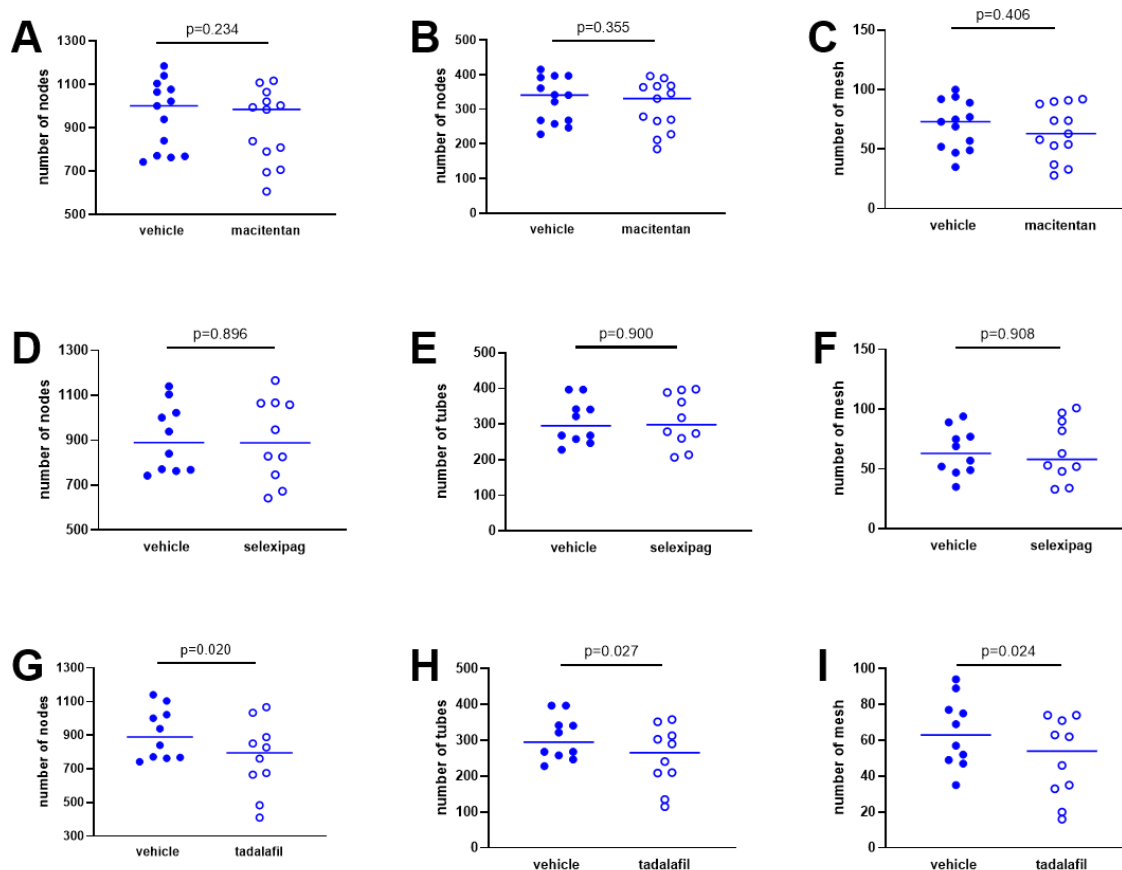 A
p=0.234
number of nodes
1300
1100
900
700
500
vehicle
macitentan
B
p=0.355
number of nodes
500
400
300
200
100
0
vehicle
macitentan
C
p=0.406
number of mesh
150
100
50
0
vehicle
macitentan
D
p=0.896
number of nodes
1300
1100
900
700
500
vehicle
selexipag
E
p=0.900
number of tubes
500
400
300
200
100
0
vehicle
selexipag
F
p=0.908
number of mesh
150
100
50
0
vehicle
selexipag
G
p=0.020
number of nodes
1300
1100
900
700
500
300
vehicle
tadalafil
H
p=0.027
number of tubes
500
400
300
200
100
0
vehicle
tadalafil
I
p=0.024
number of mesh
100
80
60
40
20
0
vehicle
tadalafil